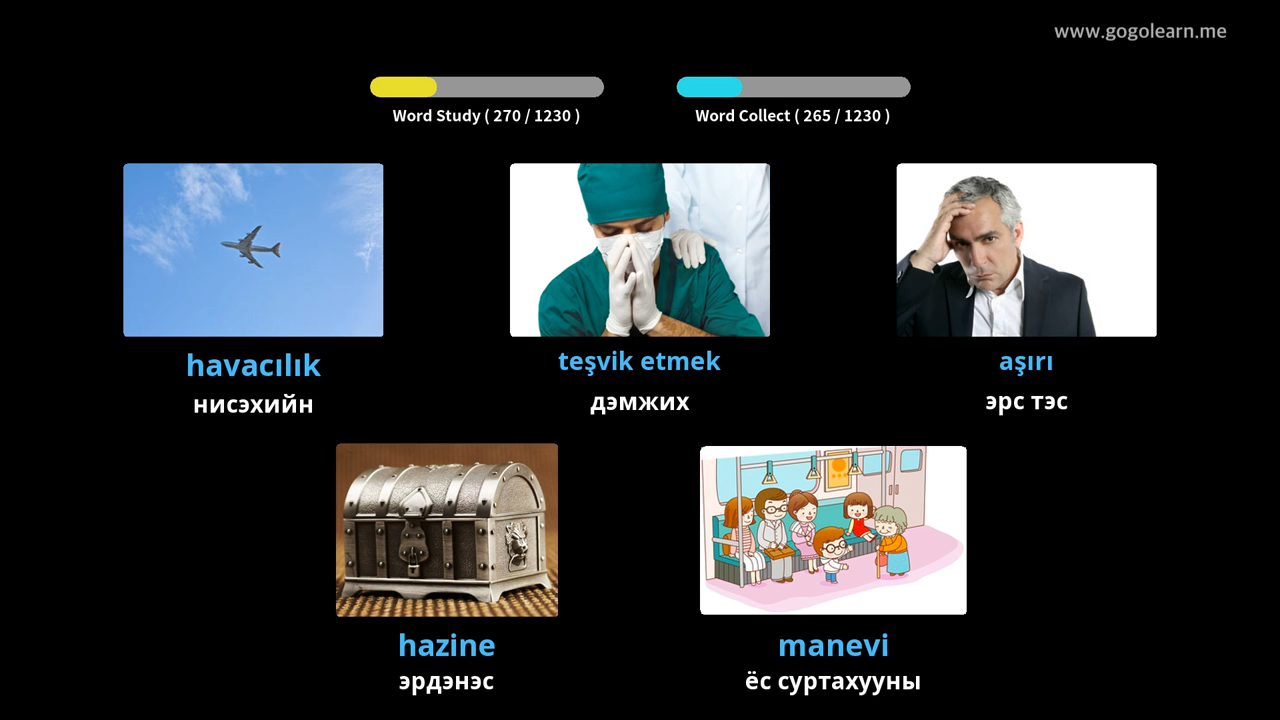 www.gogolearn.me
Word Study ( 270 / 1230 )
Word Collect ( 265 / 1230 )
havacılık
нисэхийн
teşvik etmek
дэмжих
aşırı
эрс тэс
hazine
эрдэнэс
manevi
ёс суртахууны